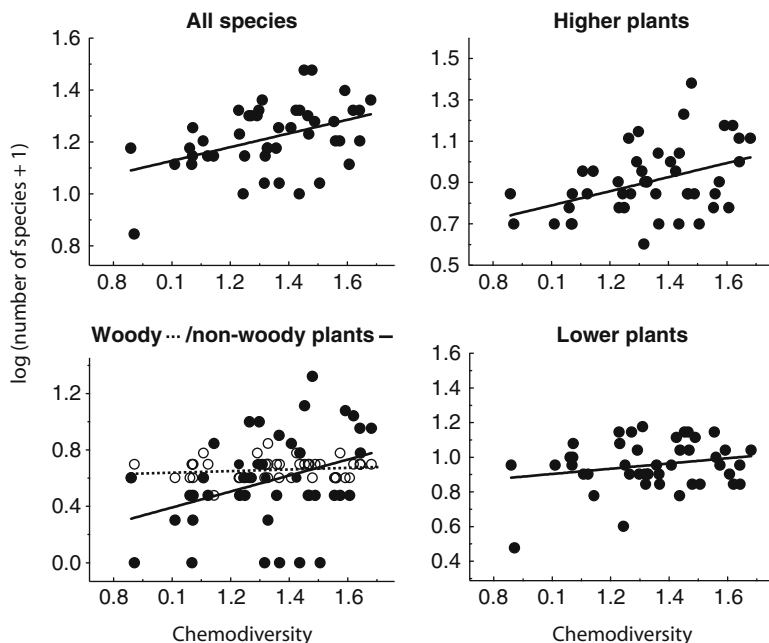 All species
1.6
1.4
1.2
1.0
0.8
0.8 1.0 1.2 1.4 1.6
Higher plants
1.5
1.3
1.1
0.9
0.7
0.5
0.8 1.0 1.2 1.4 1.6
log (number of species + 1)
Woody ··· /non-woody plants –
1.2
0.8
0.4
0.0
0.8 1.0 1.2 1.4 1.6
Chemodiversity
Lower plants
1.6
1.4
1.2
1.0
0.8
0.6
0.4
0.8 1.0 1.2 1.4 1.6
Chemodiversity